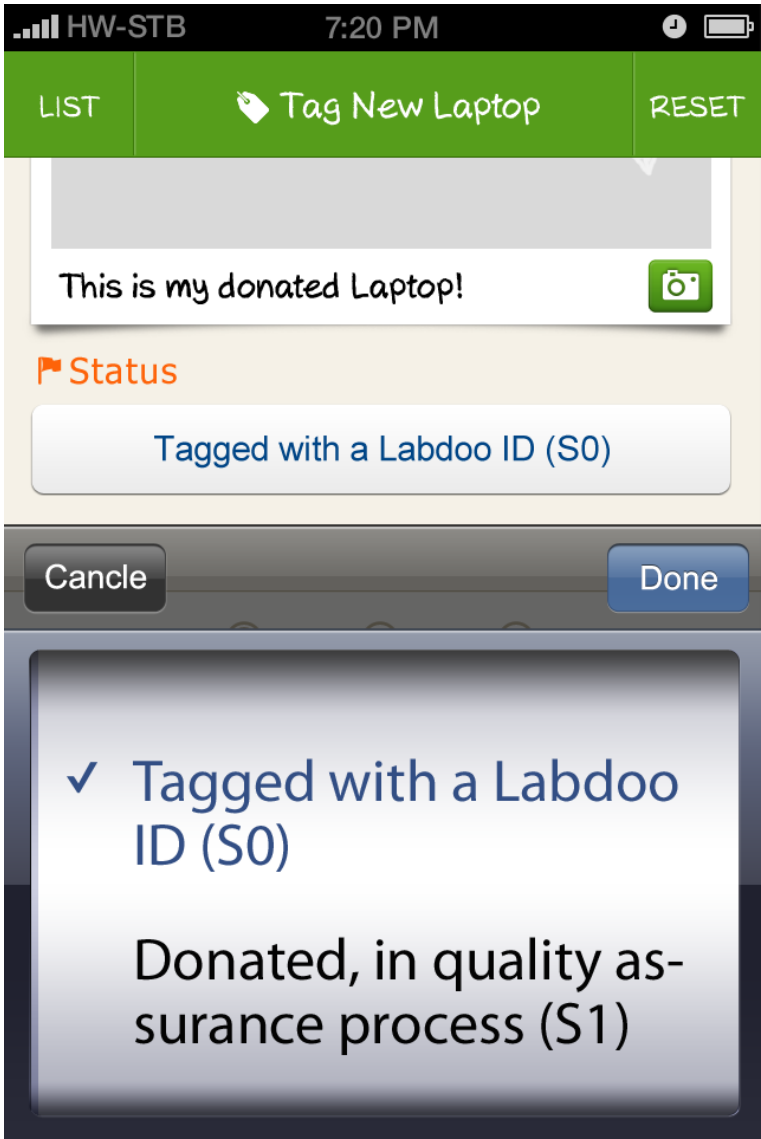 HW-STB 7:20 PM
LIST Tag New Laptop RESET
This is my donated Laptop!
Status
Tagged with a Labdoo ID (S0)
Cancle Done
✓ Tagged with a Labdoo
ID (S0)
Donated, in quality as-
surance process (S1)